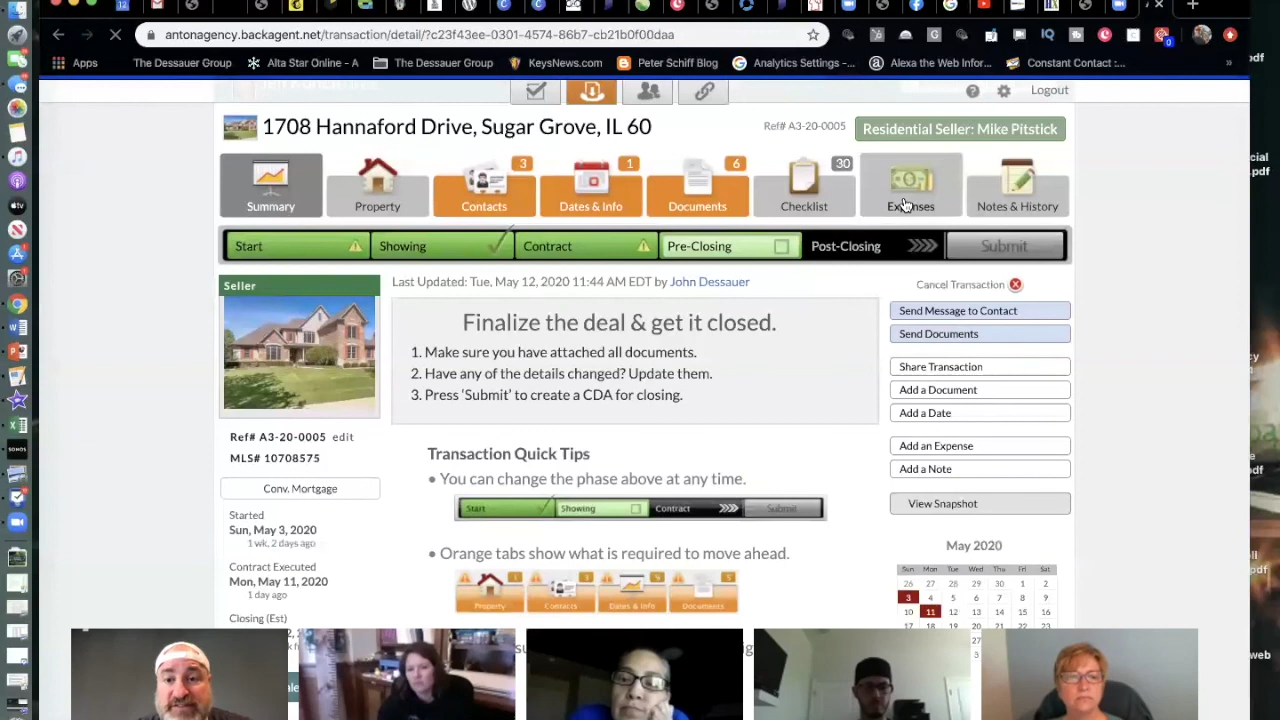 antonagency.backagent.net/transaction/detail/?c23f43ee-0301-4574-86b7-cb21b0f00daa
Apps The Dessauer Group Alta Star Online - A The Dessauer Group KeysNews.com Peter Schiff Blog Analytics Settings -... Alexa the Web Infor... Constant Contact :... »
Logout
1708 Hannaford Drive, Sugar Grove, IL 60
Ref# A3-20-0005
Residential Seller: Mike Pitstick
3 1 6 30
Summary Property Contacts Dates & Info Documents Checklist Expenses Notes & History
Start Showing Contract Pre-Closing Post-Closing Submit
Seller
Last Updated: Tue, May 12, 2020 11:44 AM EDT by John Dessauer
Cancel Transaction
Finalize the deal & get it closed.
1. Make sure you have attached all documents.
2. Have any of the details changed? Update them.
3. Press 'Submit' to create a CDA for closing.
Send Message to Contact
Send Documents
Share Transaction
Add a Document
Add a Date
Add an Expense
Add a Note
View Snapshot
Ref# A3-20-0005 edit
MLS# 10708575
Conv. Mortgage
Started
Sun, May 3, 2020
1 wk, 2 days ago
Contract Executed
Mon, May 11, 2020
1 day ago
Closing (Est)
Transaction Quick Tips
• You can change the phase above at any time.
Start Showing Contract Submit
• Orange tabs show what is required to move ahead.
Property Contacts Dates & Info Documents
May 2020
Sun. Mon. Tue. Wed. Thu. Fri. Sat.
26 27 28 29 30 1 2
3 4 5 6 7 8 9
10 11 12 13 14 15 16